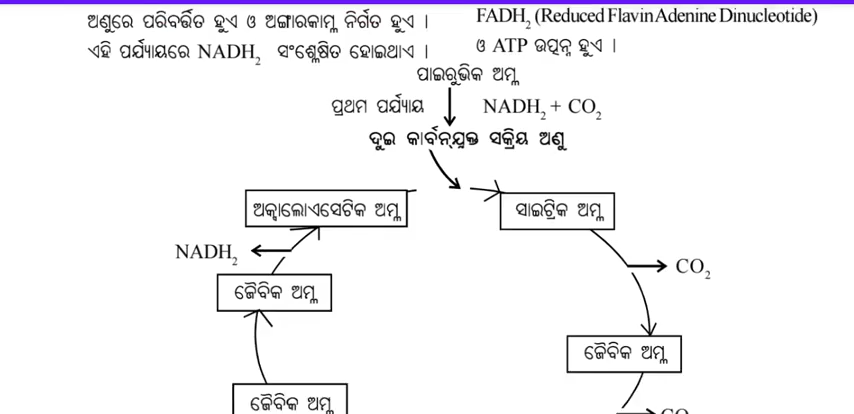 ଅଣୁରେ ପରିବର୍ତ୍ତିତ ହୁଏ ଓ ଅଙ୍ଗାରକାମ୍ଳ ନିର୍ଗତ ହୁଏ ।
ଏହି ପର୍ଯ୍ୟାୟରେ NADH₂ ସଂଶ୍ଳେଷିତ ହୋଇଥାଏ ।
FADH₂ (Reduced Flavin Adenine Dinucleotide)
ଓ ATP ଉତ୍ପନ୍ନ ହୁଏ ।
ପାଇରୁଭିକ ଅମ୍ଳ
ପ୍ରଥମ ପର୍ଯ୍ୟାୟ NADH₂ + CO₂
ଦୁଇ କାର୍ବନ୍‌ଯୁକ୍ତ ସକ୍ରିୟ ଅଣୁ
ଅକ୍ସାଲୋଏସେଟିକ ଅମ୍ଳ ସାଇଟ୍ରିକ ଅମ୍ଳ
NADH₂ CO₂
ଜୈବିକ ଅମ୍ଳ
ଜୈବିକ ଅମ୍ଳ
ଜୈବିକ ଅମ୍ଳ